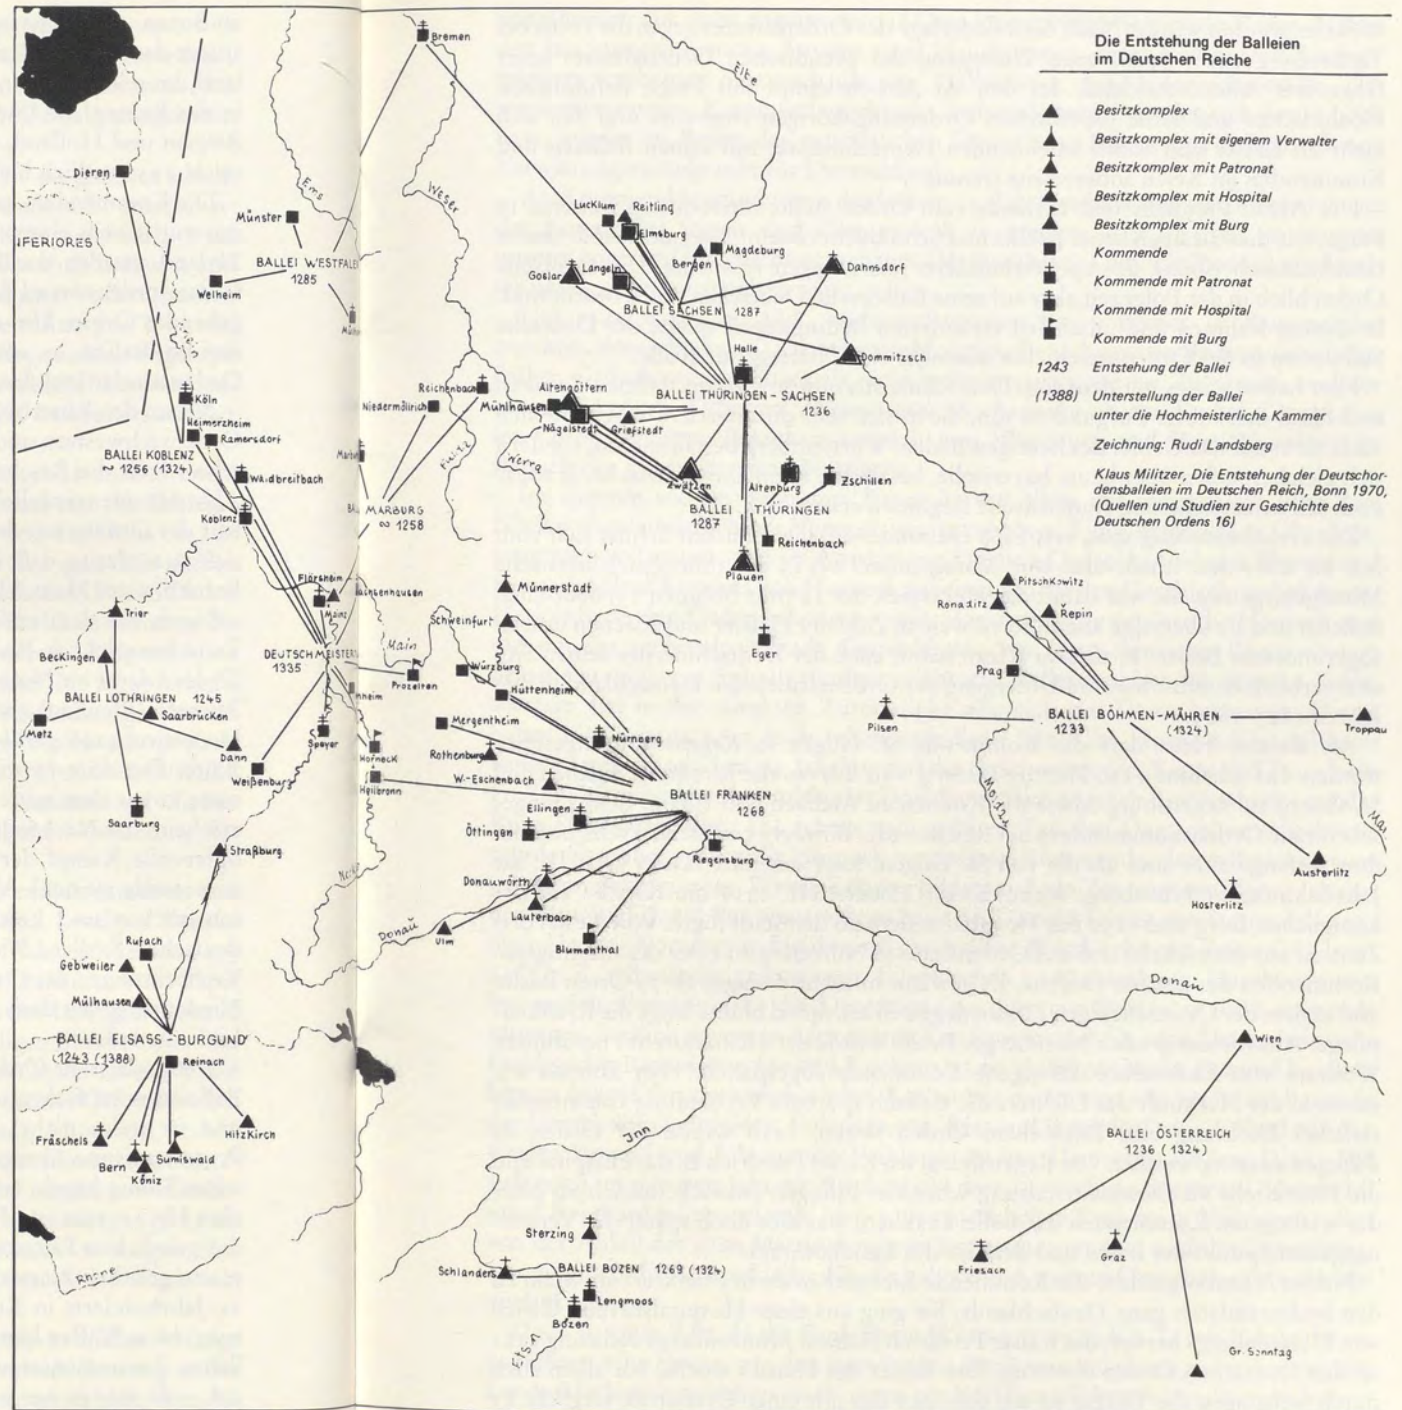 Die Entstehung der Balleien
im Deutschen Reiche
Besitzkomplex
Besitzkomplex mit eigenem Verwalter
Besitzkomplex mit Patronat
Besitzkomplex mit Hospital
Besitzkomplex mit Burg
Kommende
Kommende mit Patronat
Kommende mit Hospital
Kommende mit Burg
1243 Entstehung der Ballei
(1388) Unterstellung der Ballei
unter die Hochmeisterliche Kammer
Zeichnung: Rudi Landsberg
Klaus Militzer, Die Entstehung der Deutschor-
densballeien im Deutschen Reich, Bonn 1970,
(Quellen und Studien zur Geschichte des
Deutschen Ordens 16)
Bremen
Elbe
Dieren
Ems
Weser
Münster
NFERIORES
BALLEI WESTFALE
1285
Welheim
Lucklum
Reitling
Elmsburg
Bergen
Magdeburg
Goslar
Langeln
Dahnsdorf
BALLEI SACHSEN 1287
Halle
Dommitzsch
Rhein
Köln
Heimerzheim
Ramersdorf
BALLEI KOBLENZ
~ 1256 (1324)
Waldbreitbach
Koblenz
Reichenbach
Niedermöllrich
Altengöttern
Mühlhausen
Nägelstedt
Griefstedt
BALLEI THÜRINGEN - SACHSEN
1236
Fulda
Werra
Zwätzen
Altenburg
Zschillen
BALLEI THÜRINGEN
1287
MARBURG
~ 1258
Reichenbach
Plauen
Eger
Trier
Beckingen
BALLEI LOTHRINGEN 1245
Saarbrücken
Metz
Dann
Weißenburg
Saarburg
Flörsheim
Mainz
DEUTSCHMEISTER
1335
Speyer
Main
Prozelten
Horneck
Heilbronn
Münnerstadt
Schweinfurt
Würzburg
Hüttenheim
Mergentheim
Rothenburg
Nürnberg
W.-Eschenbach
Ellingen
Öttingen
BALLEI FRANKEN
1268
Regensburg
Donauwörth
Lauterbach
Ulm
Blumenthal
Donau
Pitschkowitz
Ronaditz
Řepin
Prag
Pilsen
BALLEI BÖHMEN-MÄHREN
1233 (1324)
Troppau
Austerlitz
Hosterlitz
Straßburg
Rufach
Gebweiler
Mülhausen
BALLEI ELSASS - BURGUND
(1243 (1388)
Reinach
Fräschels
Bern
Köniz
Sumiswald
Hitzkirch
Rhone
Donau
Wien
Inn
BALLEI ÖSTERREICH
1236 (1324)
Friesach
Graz
Gr. Sonntag
Sterzing
Schlanders
BALLEI BOZEN 1269 (1324)
Lengmoos
Bozen
Etsch